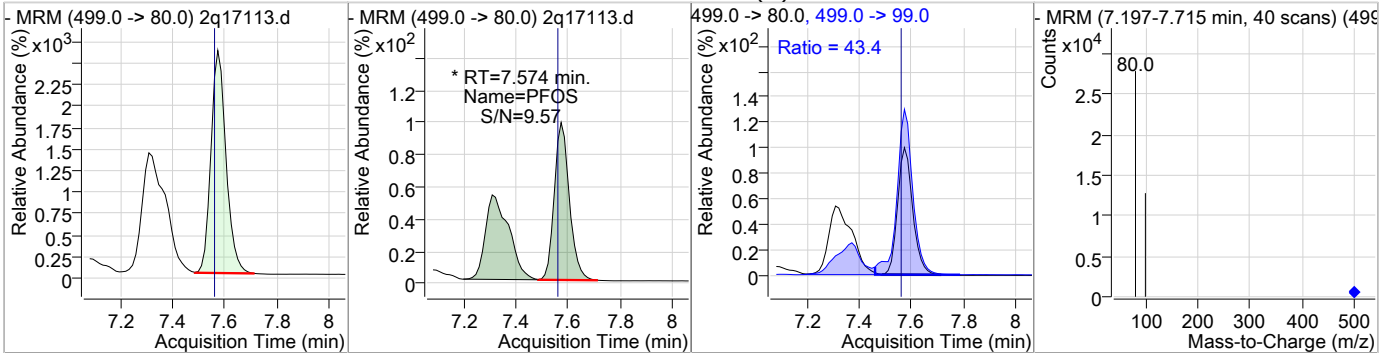 - MRM (499.0 -> 80.0) 2q17113.d
x10³
Relative Abundance (%)
2.5
2.25
2
1.75
1.5
1.25
1
0.75
0.5
0.25
0
7.2 7.4 7.6 7.8 8
Acquisition Time (min)
- MRM (499.0 -> 80.0) 2q17113.d
x10²
Relative Abundance (%)
* RT=7.574 min.
Name=PFOS
S/N=9.57
1.2
1
0.8
0.6
0.4
0.2
0
7.2 7.4 7.6 7.8 8
Acquisition Time (min)
499.0 -> 80.0, 499.0 -> 99.0
x10²
Ratio = 43.4
Relative Abundance (%)
1.4
1.2
1
0.8
0.6
0.4
0.2
0
7.2 7.4 7.6 7.8 8
Acquisition Time (min)
- MRM (7.197-7.715 min, 40 scans) (499
x10⁴
Counts
80.0
2.5
2
1.5
1
0.5
0
100 200 300 400 500
Mass-to-Charge (m/z)